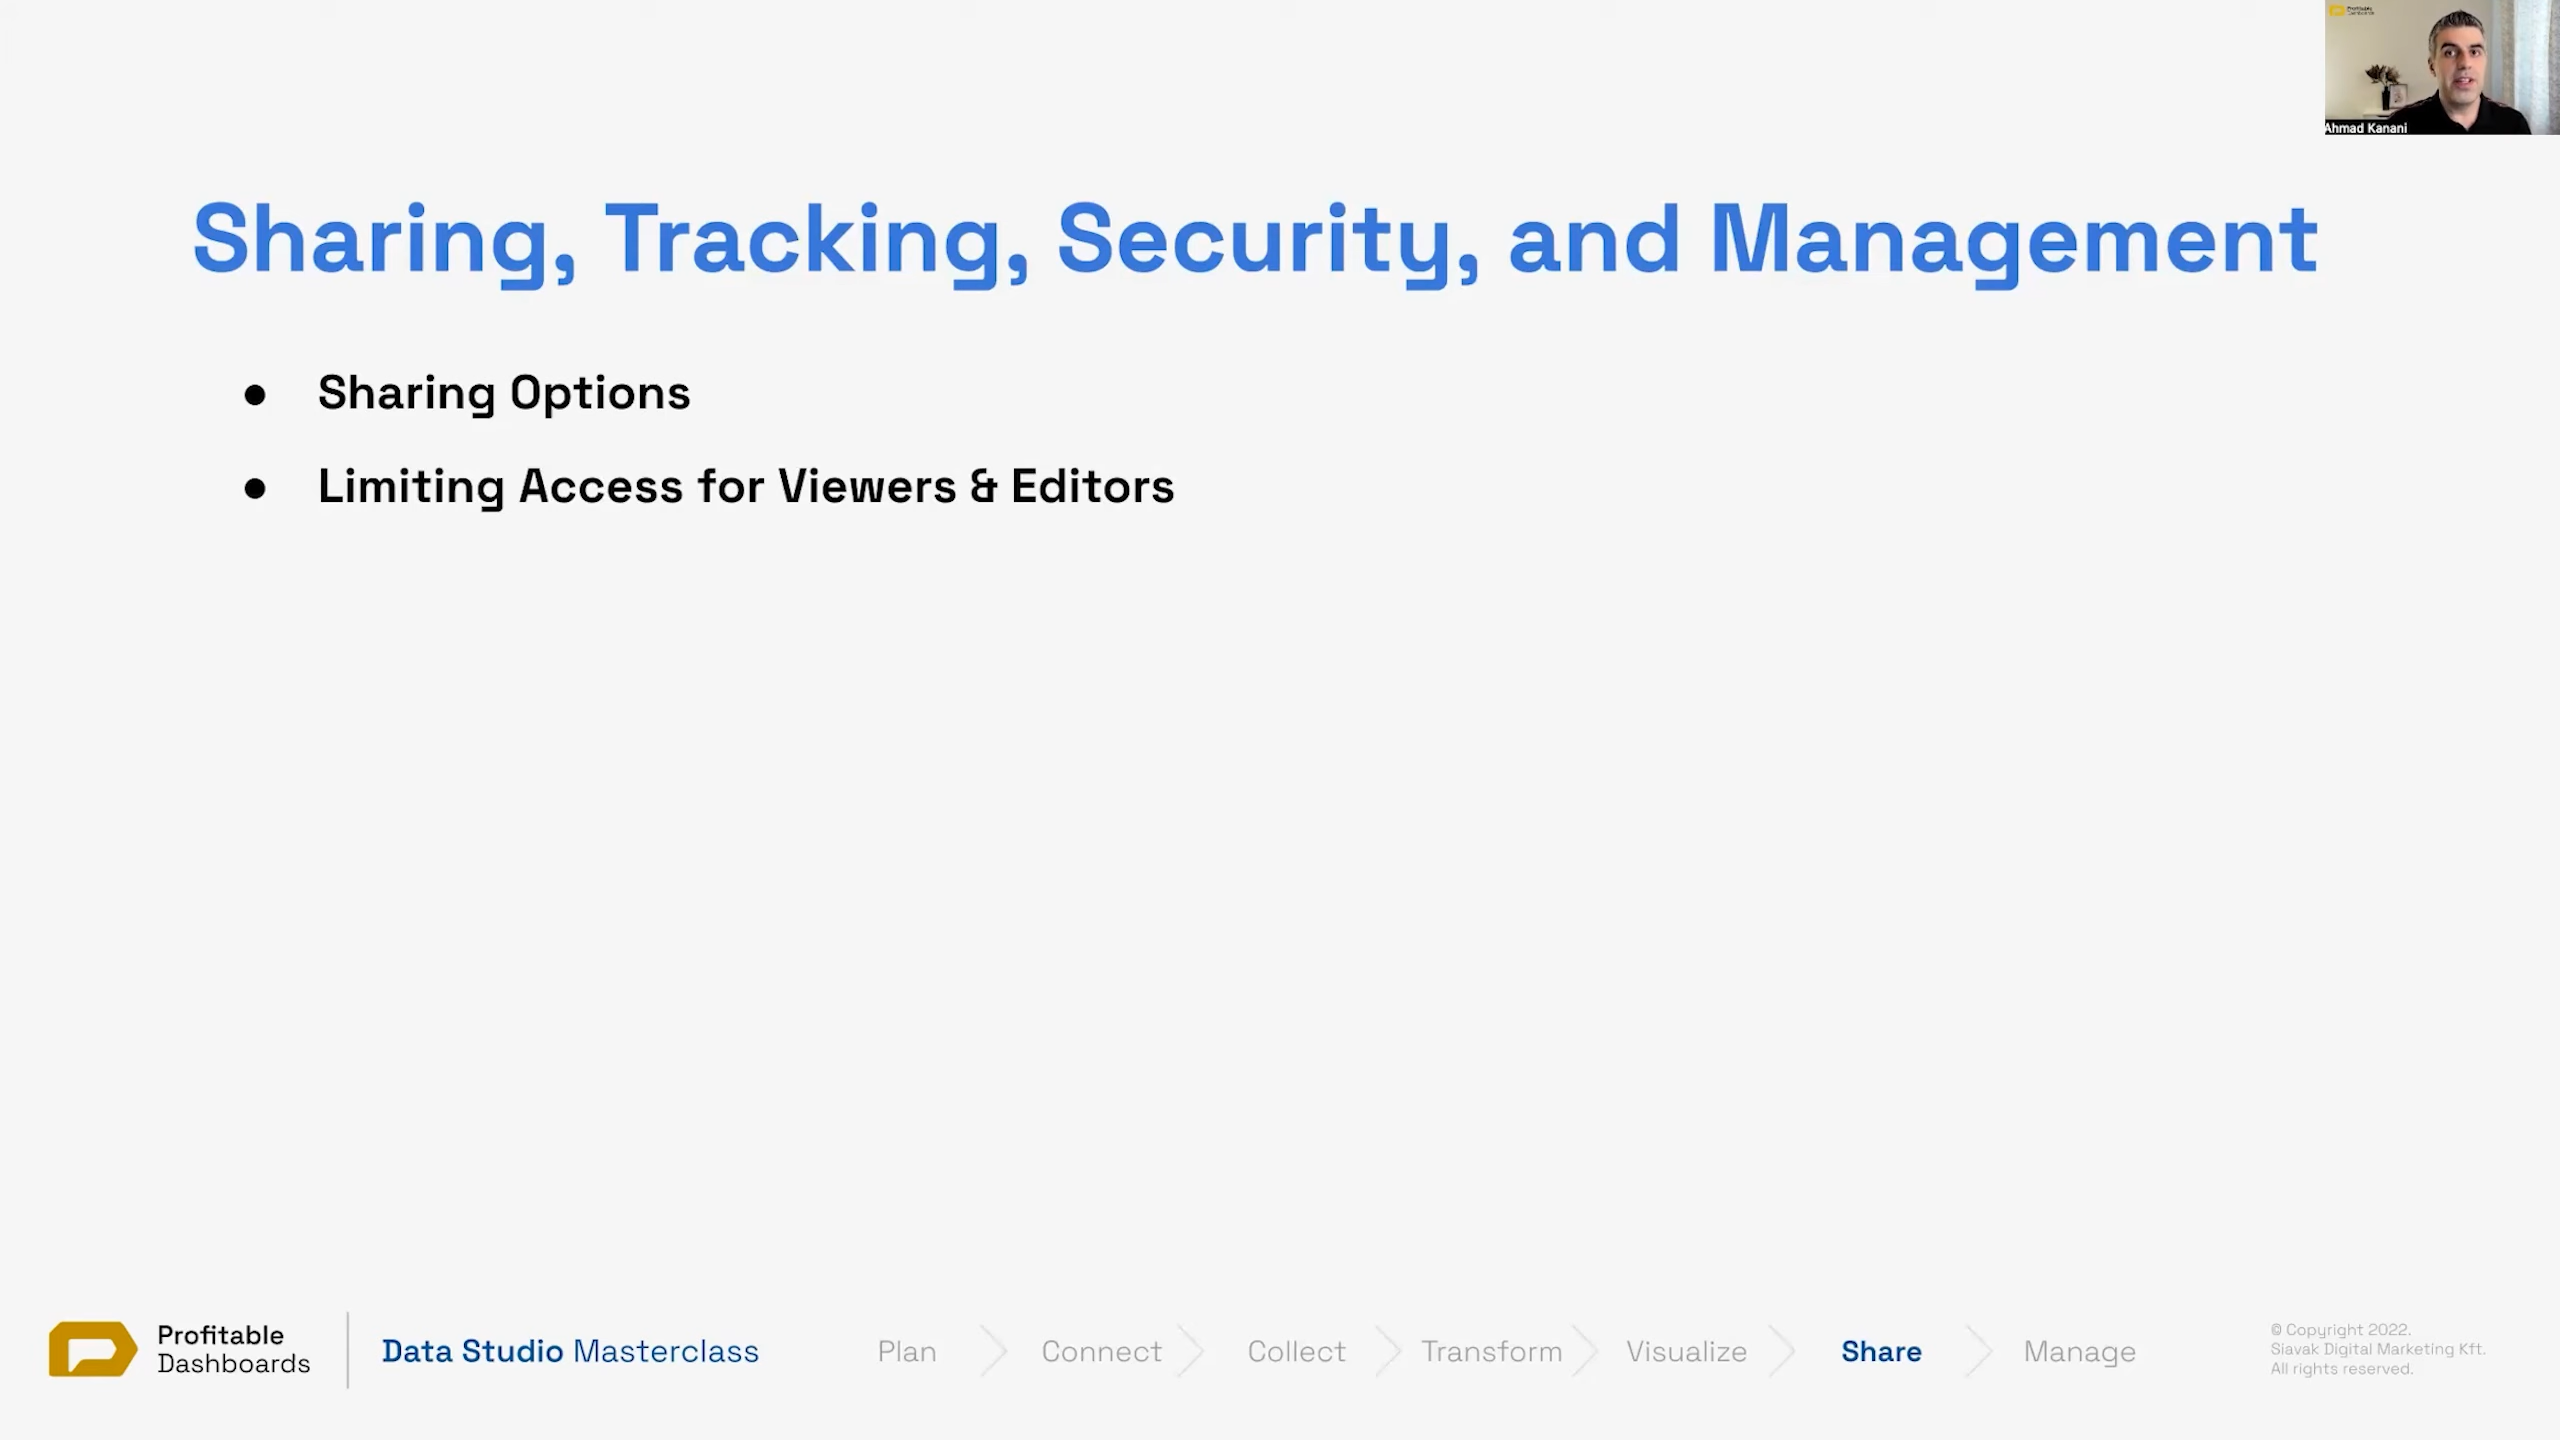 Ahmad Kanani
Sharing, Tracking, Security, and Management
● Sharing Options
● Limiting Access for Viewers & Editors
Profitable
Dashboards
Data Studio Masterclass
Plan
Connect
Collect
Transform
Visualize
Share
Manage
© Copyright 2022.
Siavak Digital Marketing Kft.
All rights reserved.